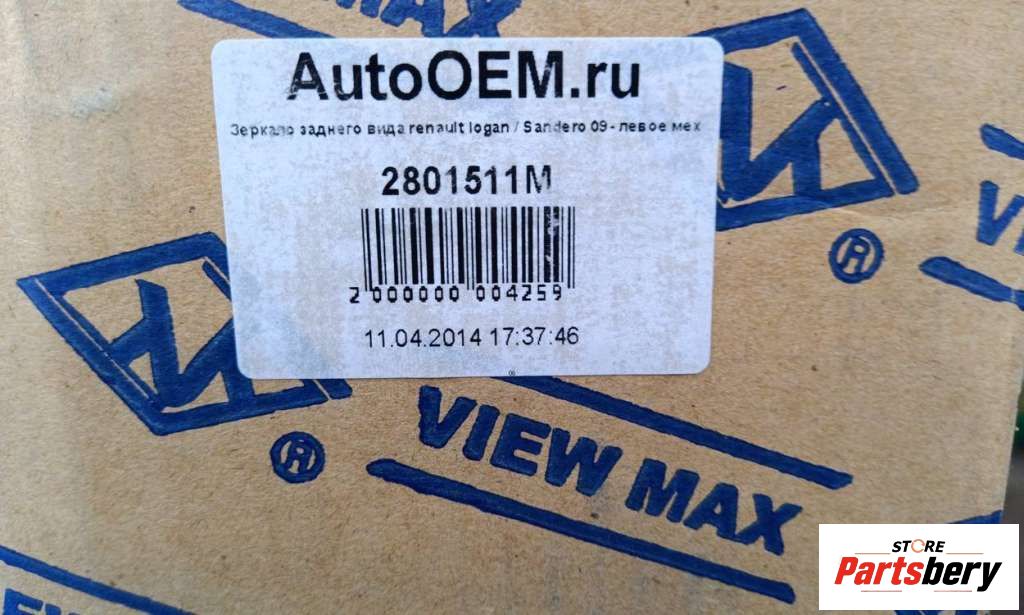 AutoOEM.ru
Зеркало заднего вида renault logan / Sandero 09 - левое мех
2801511M
2 000000 004259
11.04.2014 17:37:46
®
®
VIEW MAX
STORE
Partsbery